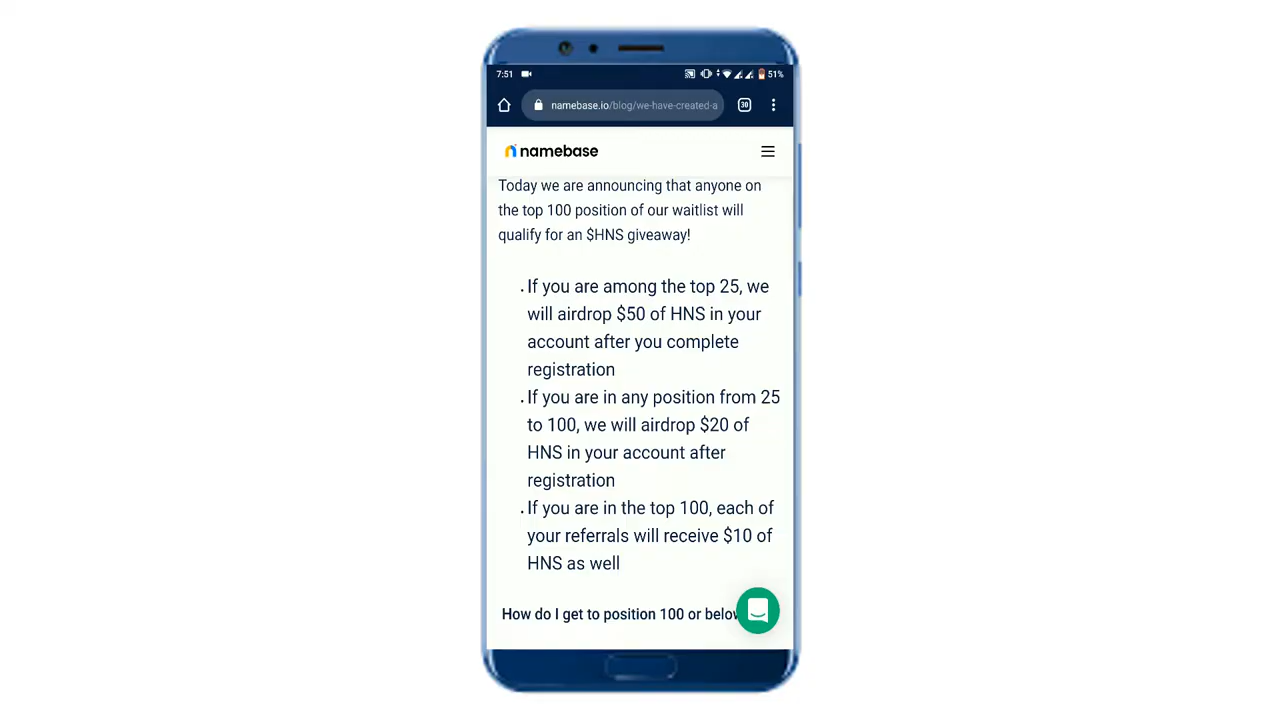 7:51
51%
namebase.io/blog/we-have-created-a
30
namebase
Today we are announcing that anyone on
the top 100 position of our waitlist will
qualify for an $HNS giveaway!
. If you are among the top 25, we
will airdrop $50 of HNS in your
account after you complete
registration
. If you are in any position from 25
to 100, we will airdrop $20 of
HNS in your account after
registration
. If you are in the top 100, each of
your referrals will receive $10 of
HNS as well
How do I get to position 100 or below